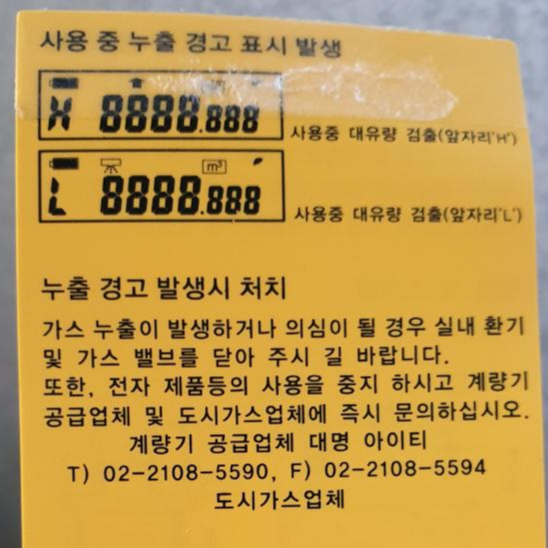 사용 중 누출 경고 표시 발생
H 8888.888 사용중 대유량 검출(앞자리'H')
m³
L 8888.888 사용중 대유량 검출(앞자리'L')
누출 경고 발생시 처치
가스 누출이 발생하거나 의심이 될 경우 실내 환기
및 가스 밸브를 닫아 주시 길 바랍니다.
또한, 전자 제품등의 사용을 중지 하시고 계량기
공급업체 및 도시가스업체에 즉시 문의하십시오.
계량기 공급업체 대명 아이티
T) 02-2108-5590, F) 02-2108-5594
도시가스업체